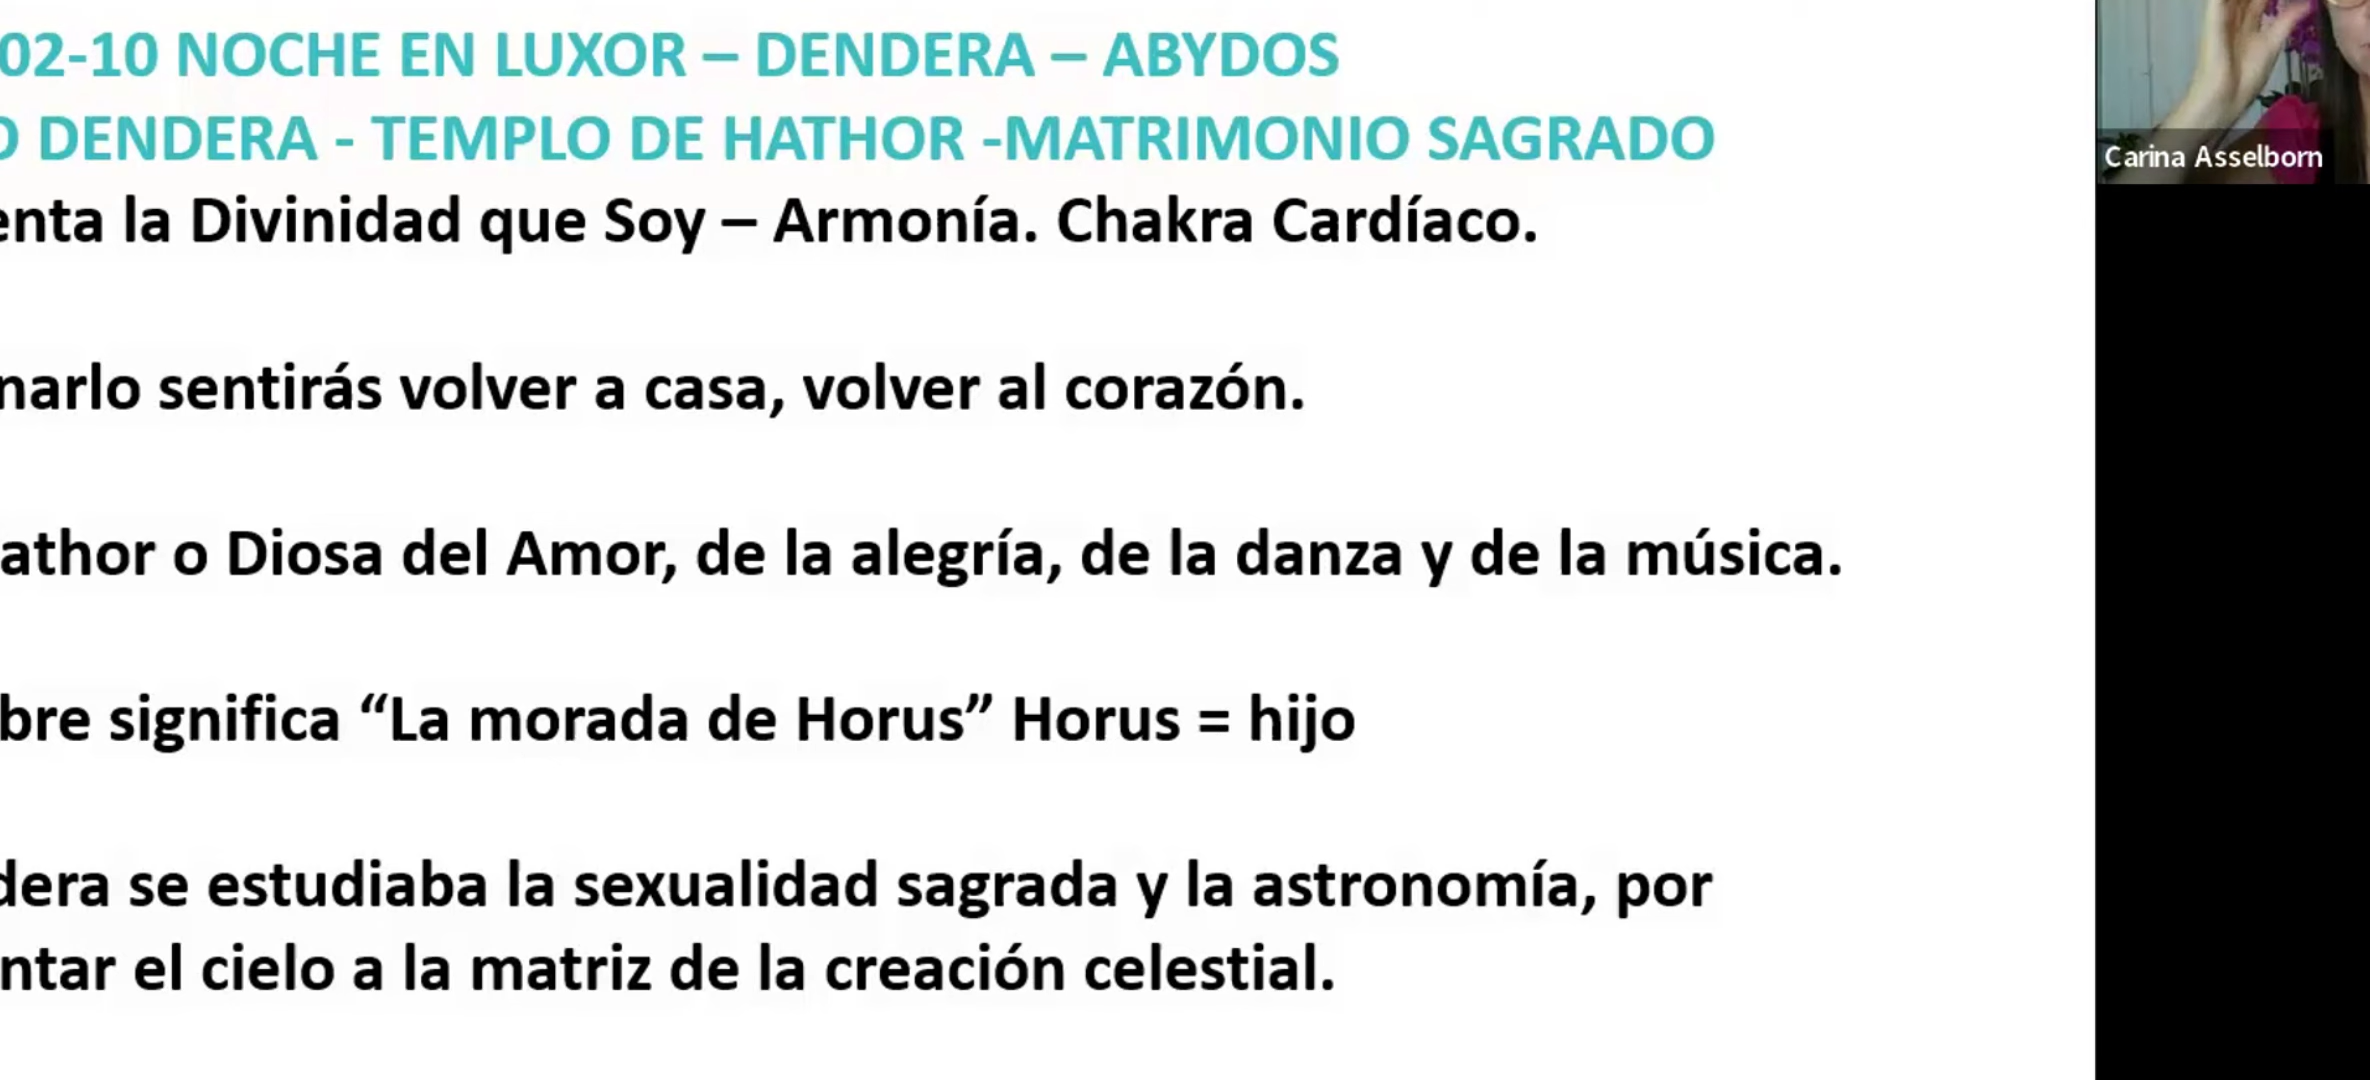 02-10 NOCHE EN LUXOR – DENDERA – ABYDOS
DENDERA - TEMPLO DE HATHOR -MATRIMONIO SAGRADO
Carina Asselborn
enta la Divinidad que Soy – Armonía. Chakra Cardíaco.
narlo sentirás volver a casa, volver al corazón.
athor o Diosa del Amor, de la alegría, de la danza y de la música.
bre significa “La morada de Horus” Horus = hijo
dera se estudiaba la sexualidad sagrada y la astronomía, por
ntar el cielo a la matriz de la creación celestial.